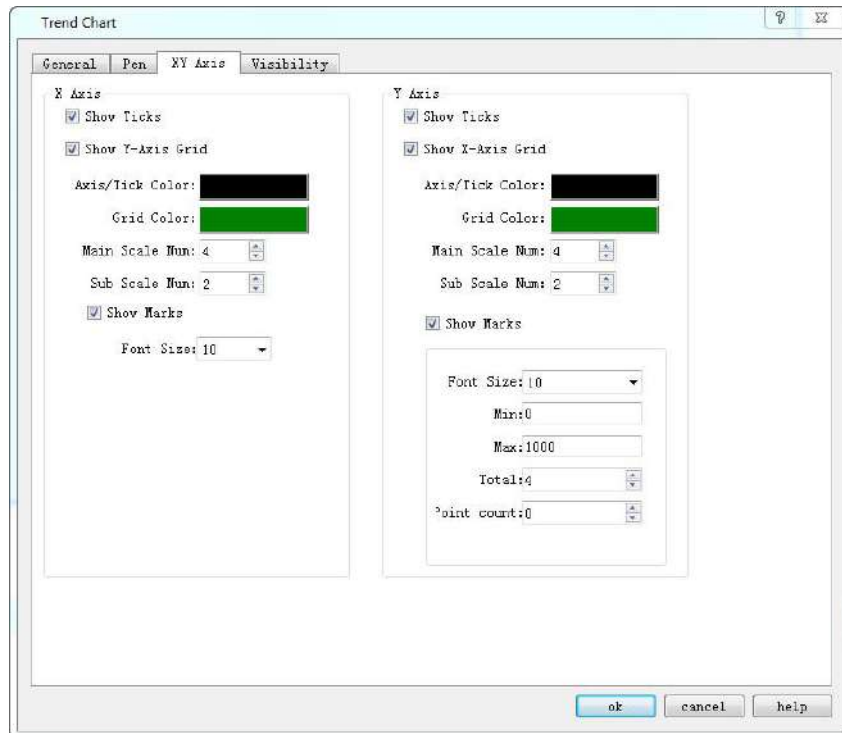 Trend Chart
General Pen XY Axis Visibility
X Axis
Show Ticks
Show Y-Axis Grid
Axis/Tick Color:
Grid Color:
Main Scale Num: 4
Sub Scale Num: 2
Show Marks
Font Size: 10
Y Axis
Show Ticks
Show X-Axis Grid
Axis/Tick Color:
Grid Color:
Main Scale Num: 4
Sub Scale Num: 2
Show Marks
Font Size: 10
Min: 0
Max: 1000
Total: 4
Point count: 0
ok cancel help